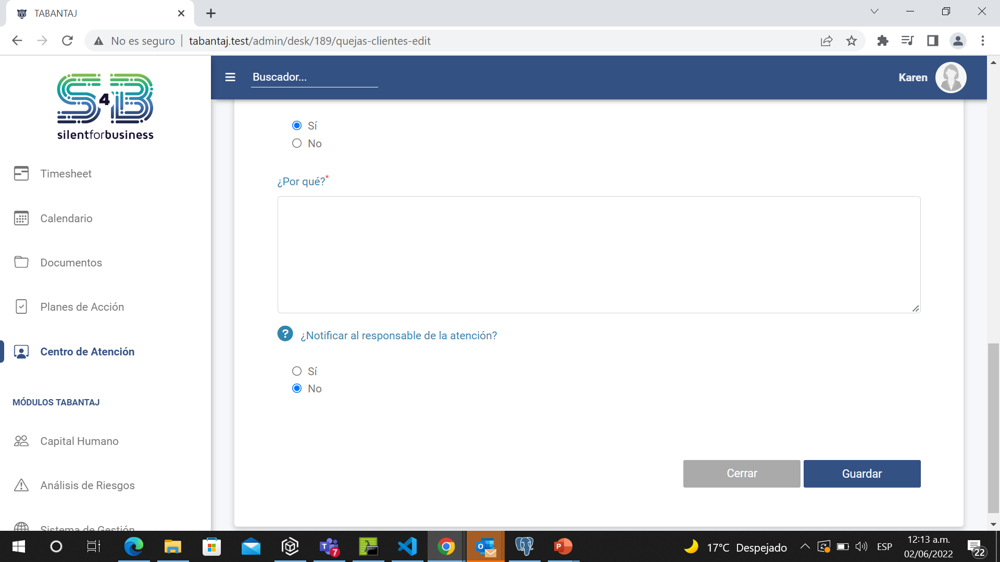 TABANTAJ
No es seguro
tabantaj.test/admin/desk/189/quejas-clientes-edit
S4B
silentforbusiness
Buscador...
Karen
Timesheet
Calendario
Documentos
Planes de Acción
Centro de Atención
MÓDULOS TABANTAJ
Capital Humano
Análisis de Riesgos
Sistema de Gestión
Sí
No
¿Por qué?*
? ¿Notificar al responsable de la atención?
Sí
No
Cerrar
Guardar
7
17°C Despejado
ESP
12:13 a.m.
02/06/2022
22